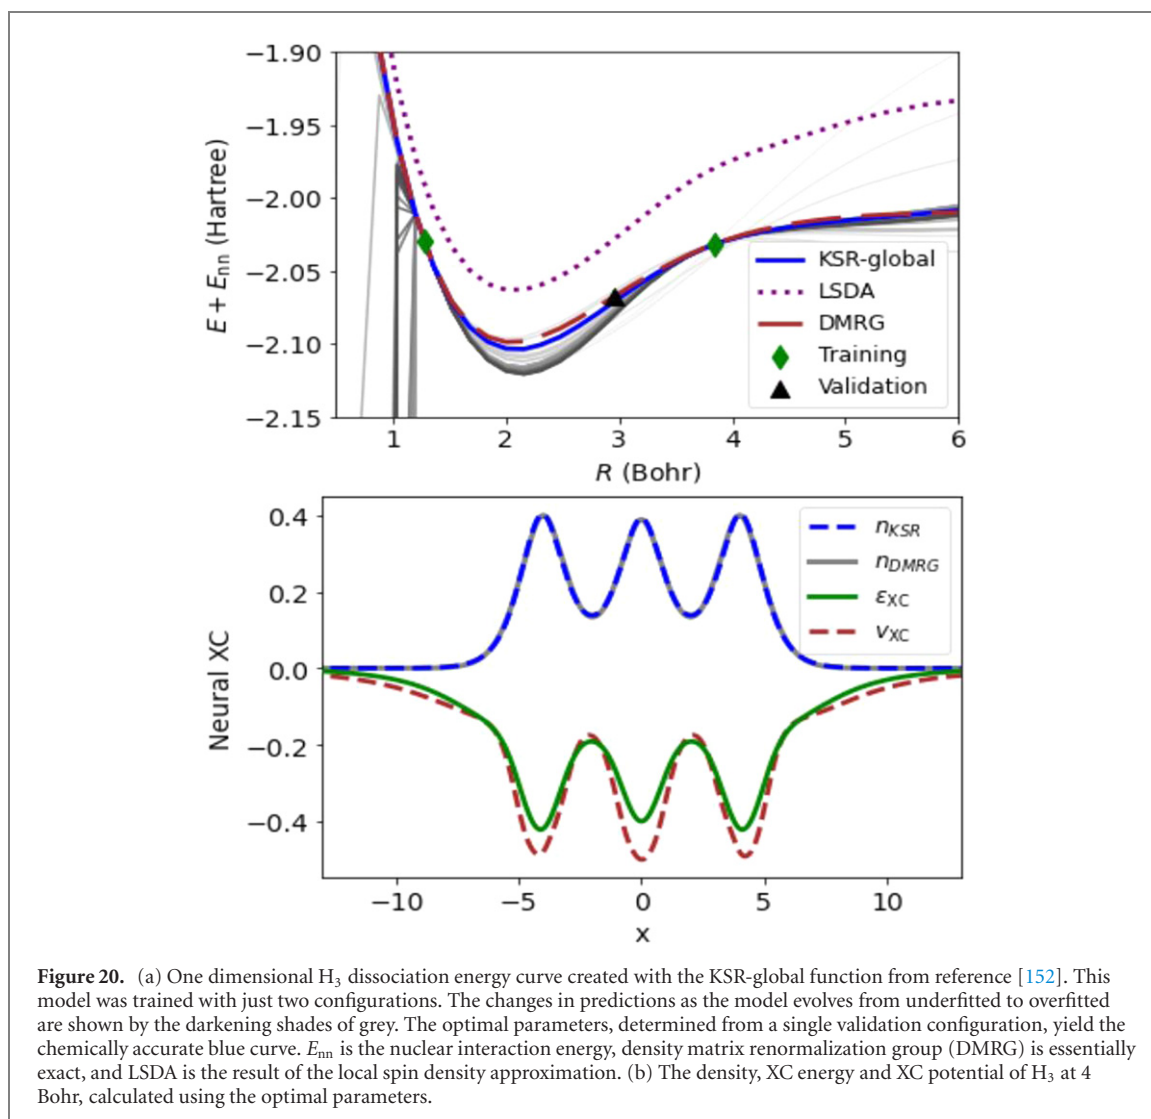 −1.90
−1.95
−2.00
−2.05
−2.10
−2.15
E + Enn (Hartree)
KSR-global
LSDA
DMRG
Training
Validation
1 2 3 4 5 6
R (Bohr)
0.4
0.2
0.0
−0.2
−0.4
Neural XC
nKSR
nDMRG
εXC
vXC
−10 −5 0 5 10
x
Figure 20. (a) One dimensional H₃ dissociation energy curve created with the KSR-global function from reference [152]. This
model was trained with just two configurations. The changes in predictions as the model evolves from underfitted to overfitted
are shown by the darkening shades of grey. The optimal parameters, determined from a single validation configuration, yield the
chemically accurate blue curve. Enn is the nuclear interaction energy, density matrix renormalization group (DMRG) is essentially
exact, and LSDA is the result of the local spin density approximation. (b) The density, XC energy and XC potential of H₃ at 4
Bohr, calculated using the optimal parameters.